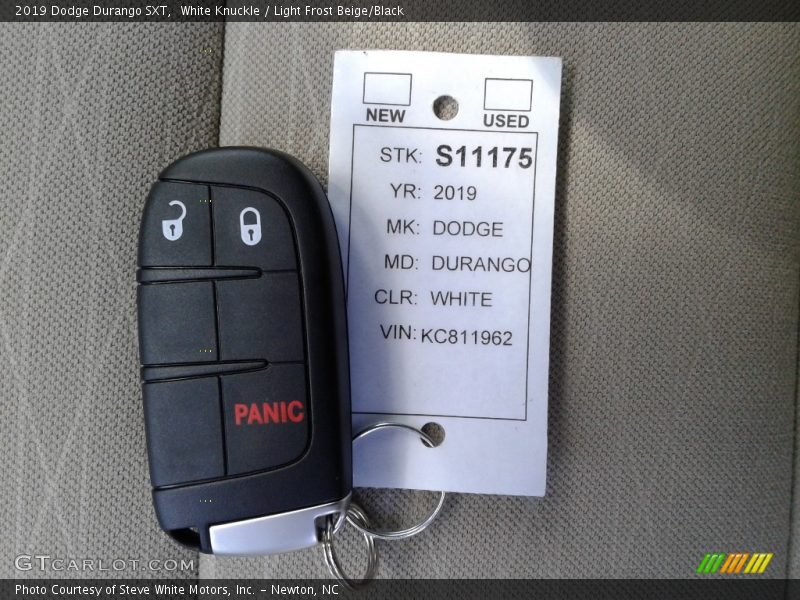 2019 Dodge Durango SXT, White Knuckle / Light Frost Beige/Black
NEW USED
STK: S11175
YR: 2019
MK: DODGE
MD: DURANGO
CLR: WHITE
VIN: KC811962
PANIC
GTCARLOT.COM
Photo Courtesy of Steve White Motors, Inc. – Newton, NC